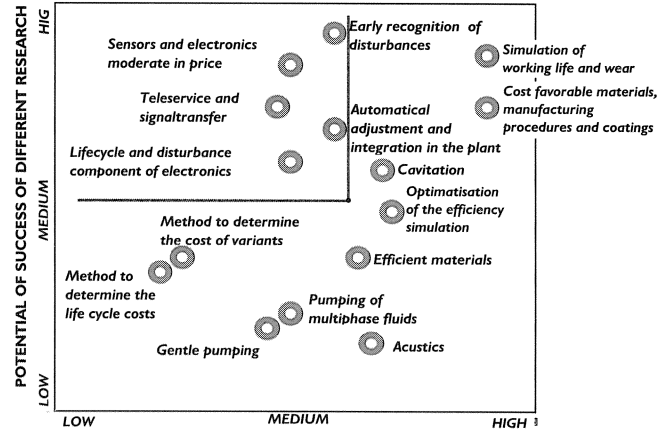 POTENTIAL OF SUCCESS OF DIFFERENT RESEARCH
HIG
MEDIUM
LOW
Early recognition of
disturbances
Sensors and electronics
moderate in price
Simulation of
working life and wear
Teleservice and
signaltransfer
Cost favorable materials,
manufacturing
procedures and coatings
Automatical
adjustment and
integration in the plant
Lifecycle and disturbance
component of electronics
Cavitation
Optimatisation
of the efficiency
simulation
Method to determine
the cost of variants
Efficient materials
Method to
determine the
life cycle costs
Pumping of
multiphase fluids
Gentle pumping
Acustics
LOW
MEDIUM
HIGH